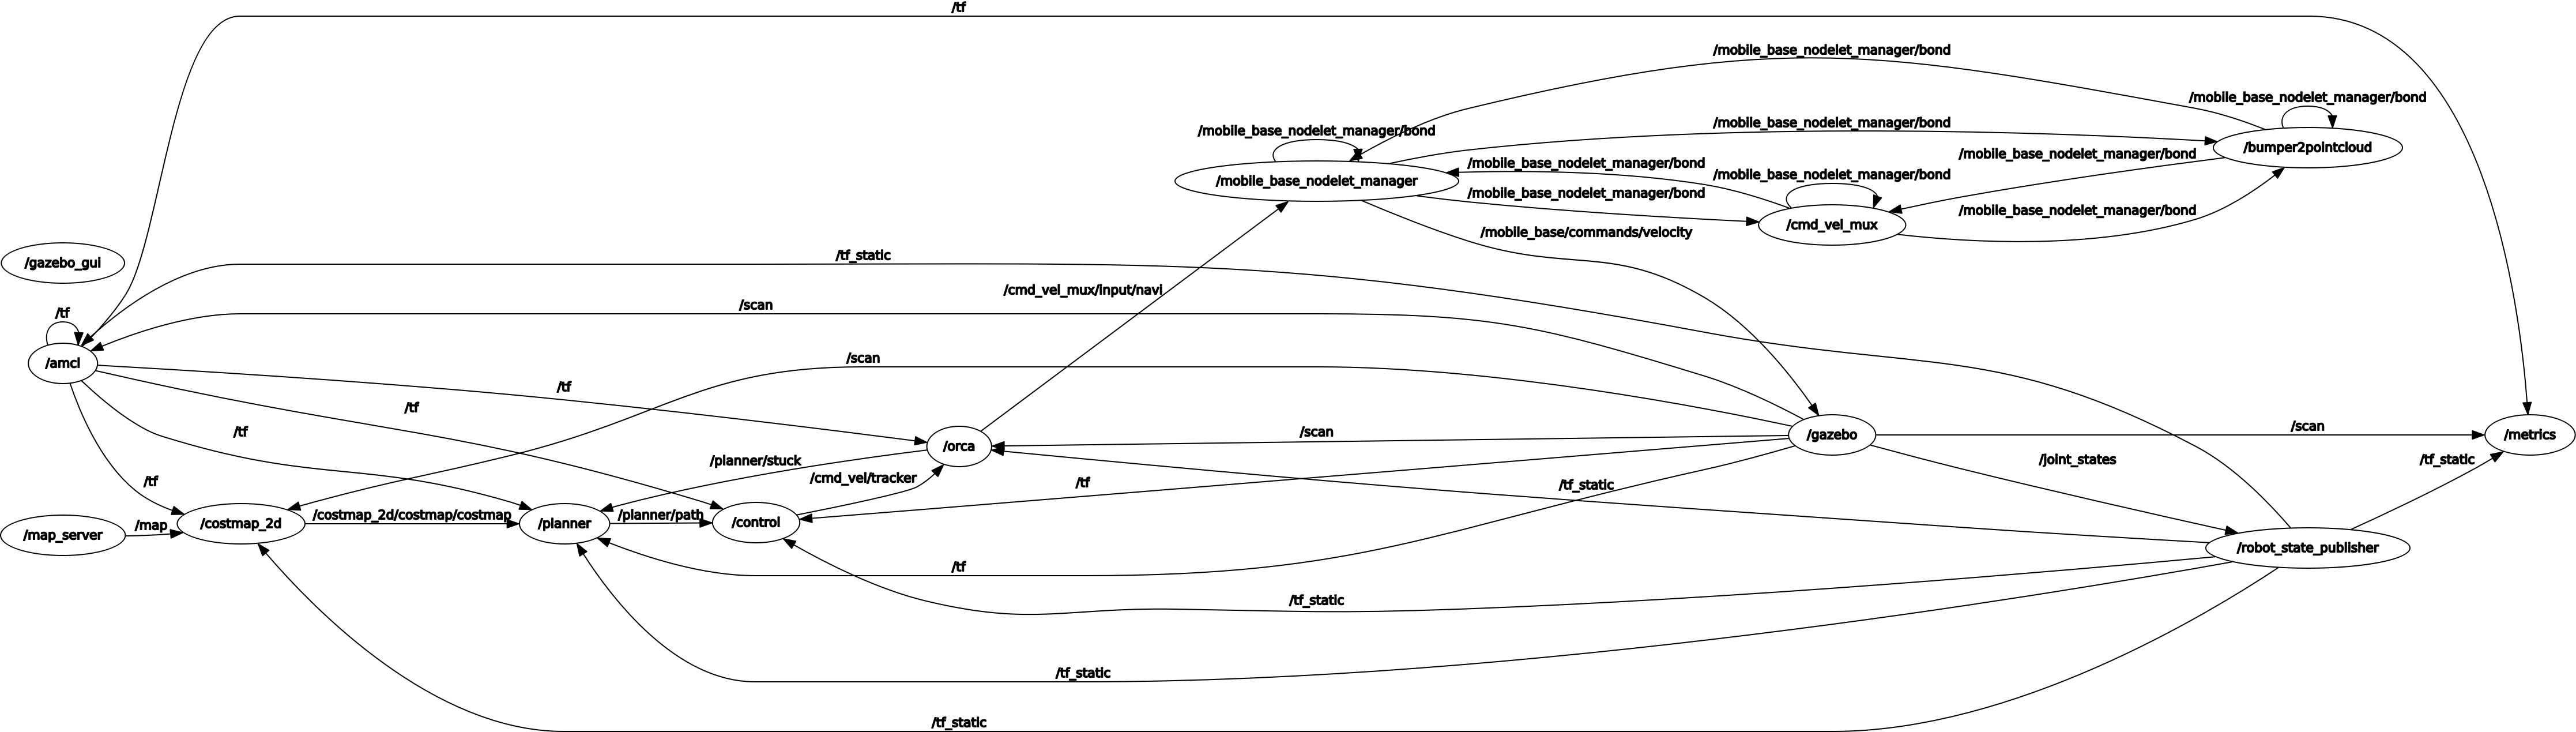 /tf
/mobile_base_nodelet_manager/bond
/mobile_base_nodelet_manager/bond
/mobile_base_nodelet_manager/bond
/mobile_base_nodelet_manager/bond
/bumper2pointcloud
/mobile_base_nodelet_manager/bond
/mobile_base_nodelet_manager/bond
/mobile_base_nodelet_manager/bond
/mobile_base_nodelet_manager
/mobile_base_nodelet_manager/bond
/mobile_base_nodelet_manager/bond
/cmd_vel_mux
/mobile_base/commands/velocity
/tf_static
/gazebo_gui
/cmd_vel_mux/input/navi
/scan
/tf
/scan
/amcl
/tf
/tf
/tf
/scan
/scan
/gazebo
/metrics
/orca
/planner/stuck
/joint_states
/tf_static
/cmd_vel/tracker
/tf
/tf
/tf_static
/costmap_2d/costmap/costmap
/planner/path
/map
/costmap_2d
/planner
/control
/map_server
/robot_state_publisher
/tf
/tf_static
/tf_static
/tf_static